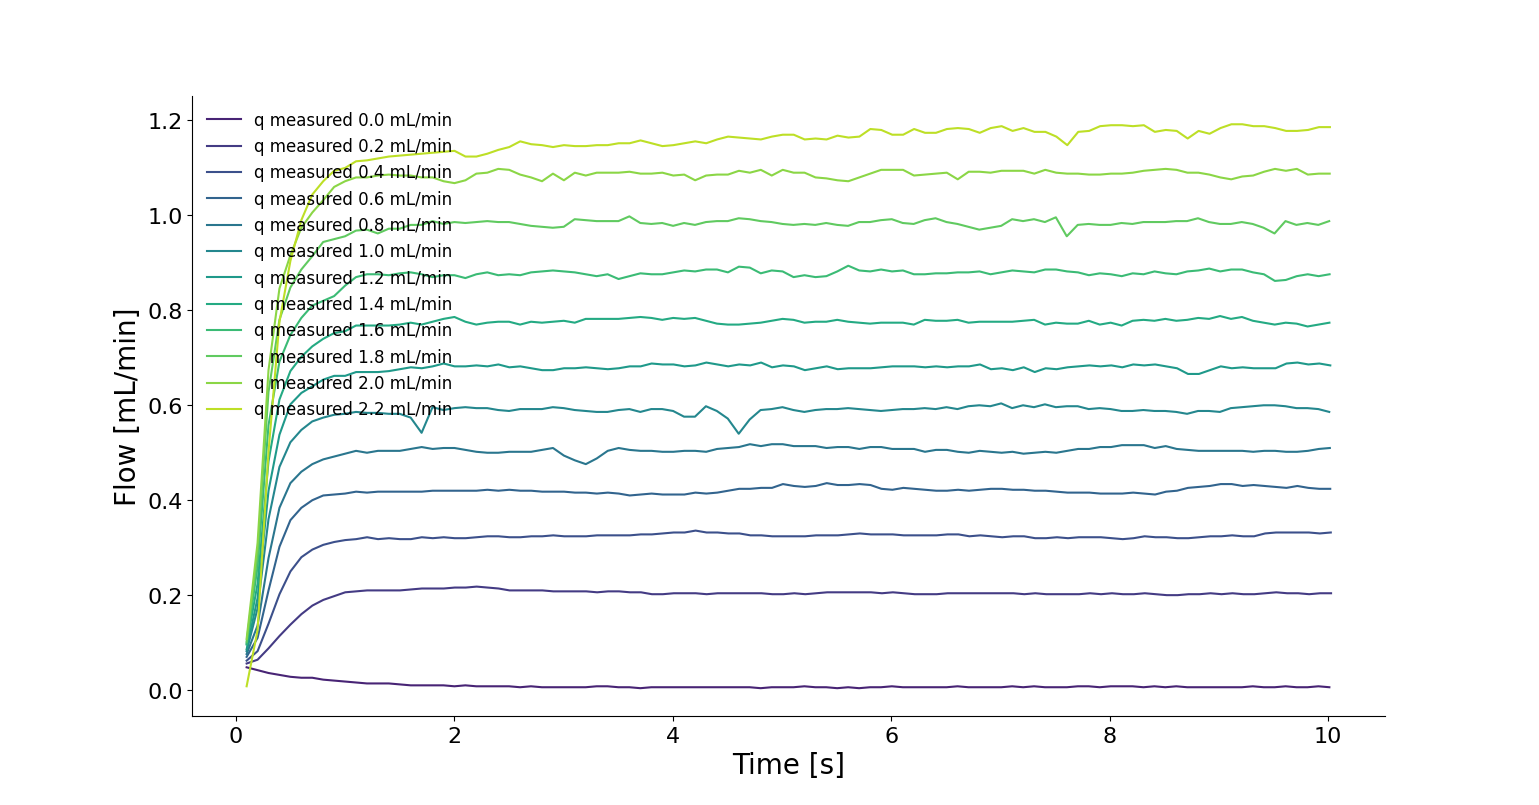 q measured 0.0 mL/min
q measured 0.2 mL/min
q measured 0.4 mL/min
q measured 0.6 mL/min
q measured 0.8 mL/min
q measured 1.0 mL/min
q measured 1.2 mL/min
q measured 1.4 mL/min
q measured 1.6 mL/min
q measured 1.8 mL/min
q measured 2.0 mL/min
q measured 2.2 mL/min
Flow [mL/min]
1.2
1.0
0.8
0.6
0.4
0.2
0.0
0 2 4 6 8 10
Time [s]